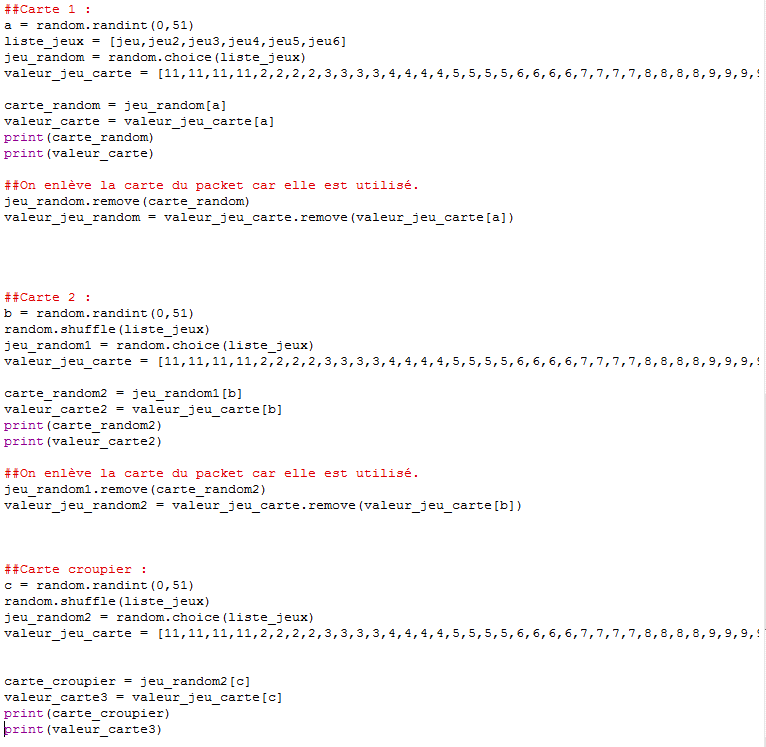 ##Carte 1 :
a = random.randint(0,51)
liste_jeux = [jeu,jeu2,jeu3,jeu4,jeu5,jeu6]
jeu_random = random.choice(liste_jeux)
valeur_jeu_carte = [11,11,11,11,2,2,2,2,3,3,3,3,4,4,4,4,5,5,5,5,6,6,6,6,7,7,7,7,8,8,8,8,9,9,9,
carte_random = jeu_random[a]
valeur_carte = valeur_jeu_carte[a]
print(carte_random)
print(valeur_carte)
##On enlève la carte du packet car elle est utilisé.
jeu_random.remove(carte_random)
valeur_jeu_random = valeur_jeu_carte.remove(valeur_jeu_carte[a])
##Carte 2 :
b = random.randint(0,51)
random.shuffle(liste_jeux)
jeu_random1 = random.choice(liste_jeux)
valeur_jeu_carte = [11,11,11,11,2,2,2,2,3,3,3,3,4,4,4,4,5,5,5,5,6,6,6,6,7,7,7,7,8,8,8,8,9,9,9,
carte_random2 = jeu_random1[b]
valeur_carte2 = valeur_jeu_carte[b]
print(carte_random2)
print(valeur_carte2)
##On enlève la carte du packet car elle est utilisé.
jeu_random1.remove(carte_random2)
valeur_jeu_random2 = valeur_jeu_carte.remove(valeur_jeu_carte[b])
##Carte croupier :
c = random.randint(0,51)
random.shuffle(liste_jeux)
jeu_random2 = random.choice(liste_jeux)
valeur_jeu_carte = [11,11,11,11,2,2,2,2,3,3,3,3,4,4,4,4,5,5,5,5,6,6,6,6,7,7,7,7,8,8,8,8,9,9,9,
carte_croupier = jeu_random2[c]
valeur_carte3 = valeur_jeu_carte[c]
print(carte_croupier)
print(valeur_carte3)